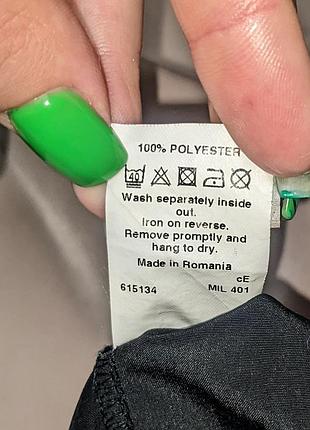 100% POLYESTER
40
Wash separately inside
out.
Iron on reverse.
Remove promptly and
hang to dry.
Made in Romania
cE
615134 MIL 401